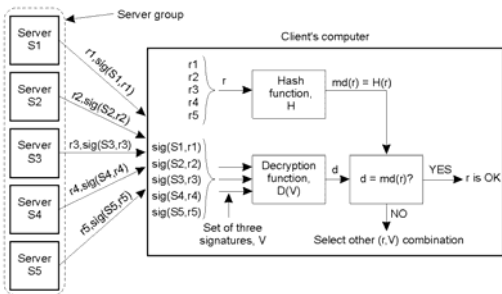 Server group
Server
S1
Server
S2
Server
S3
Server
S4
Server
S5
r1,sig(S1,r1)
r2,sig(S2,r2)
r3,sig(S3,r3)
r4,sig(S4,r4)
r5,sig(S5,r5)
Client's computer
r1
r2
r3
r4
r5
r
Hash
function,
H
md(r) = H(r)
sig(S1,r1)
sig(S2,r2)
sig(S3,r3)
sig(S4,r4)
sig(S5,r5)
Set of three
signatures, V
Decryption
function,
D(V)
d
d = md(r)?
YES
r is OK
NO
Select other (r,V) combination